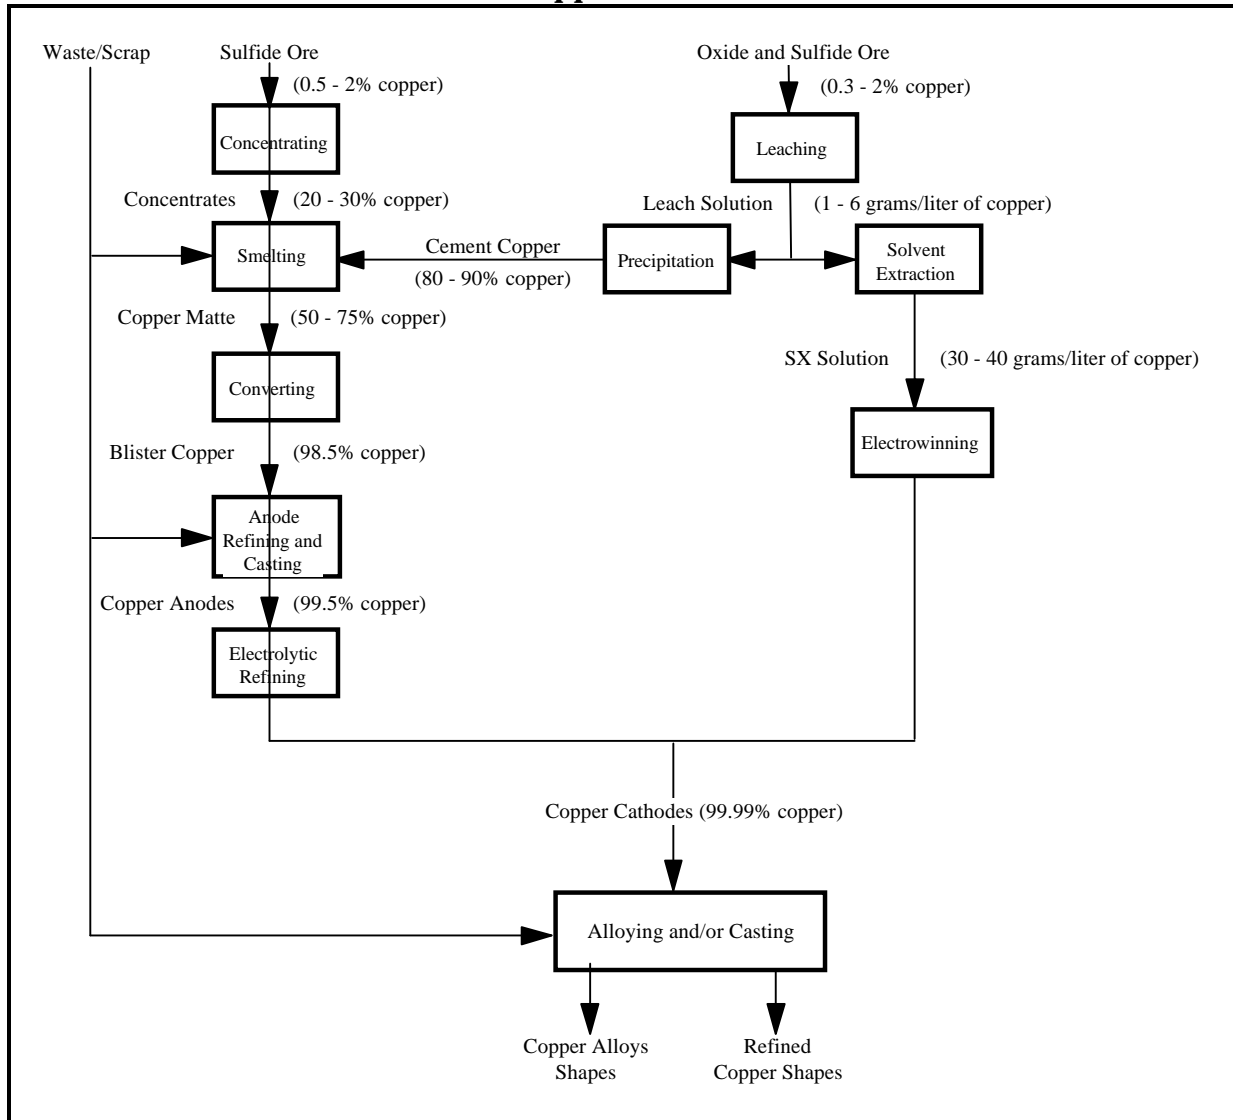 Waste/Scrap
Sulfide Ore
Oxide and Sulfide Ore
(0.5 - 2% copper)
(0.3 - 2% copper)
Concentrating
Leaching
Concentrates
(20 - 30% copper)
Leach Solution
(1 - 6 grams/liter of copper)
Smelting
Cement Copper
(80 - 90% copper)
Precipitation
Solvent
Extraction
Copper Matte
(50 - 75% copper)
SX Solution
(30 - 40 grams/liter of copper)
Converting
Electrowinning
Blister Copper
(98.5% copper)
Anode
Refining and
Casting
Copper Anodes
(99.5% copper)
Electrolytic
Refining
Copper Cathodes (99.99% copper)
Alloying and/or Casting
Copper Alloys
Shapes
Refined
Copper Shapes